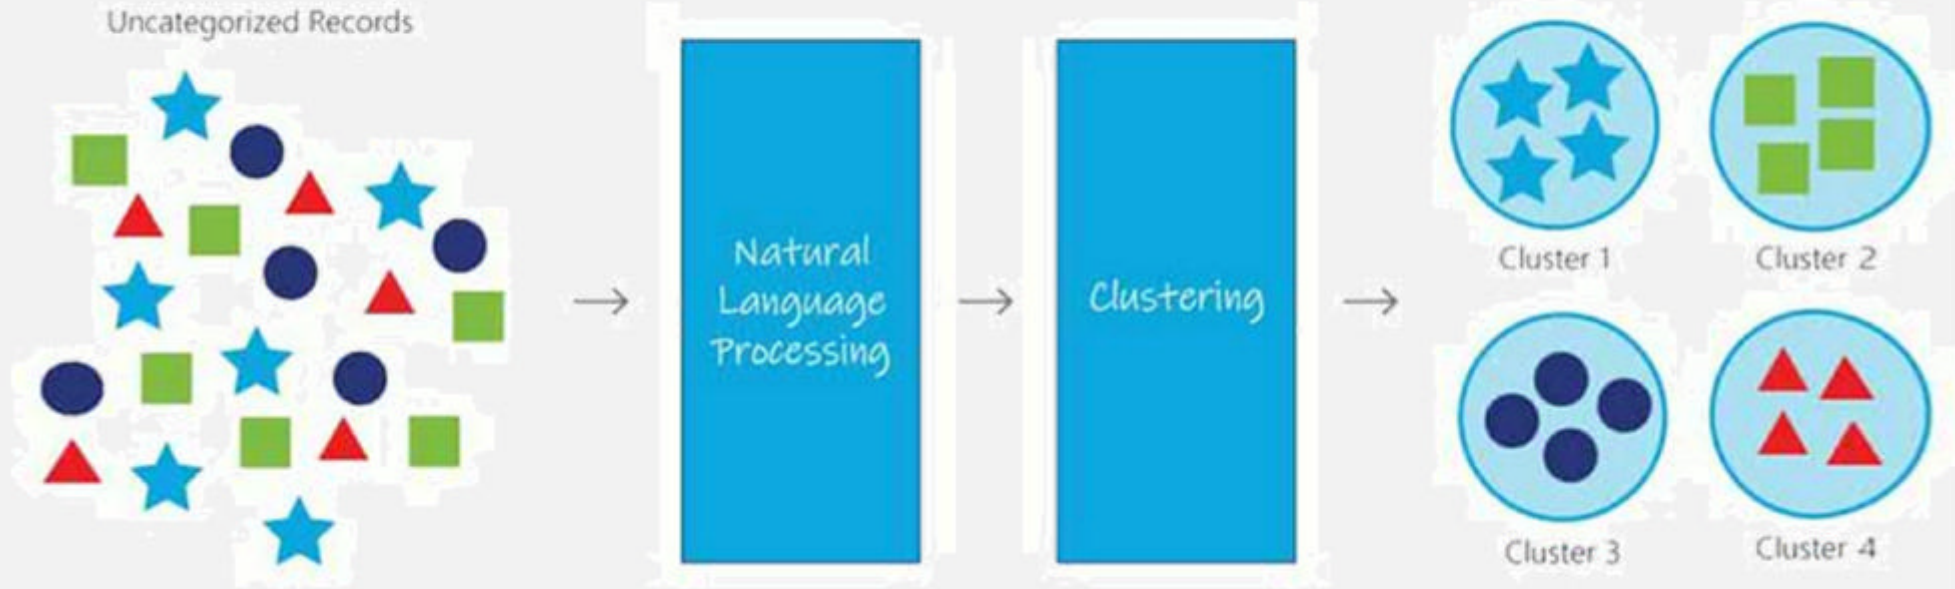 Uncategorized Records
Natural
Language
Processing
Clustering
Cluster 1
Cluster 2
Cluster 3
Cluster 4